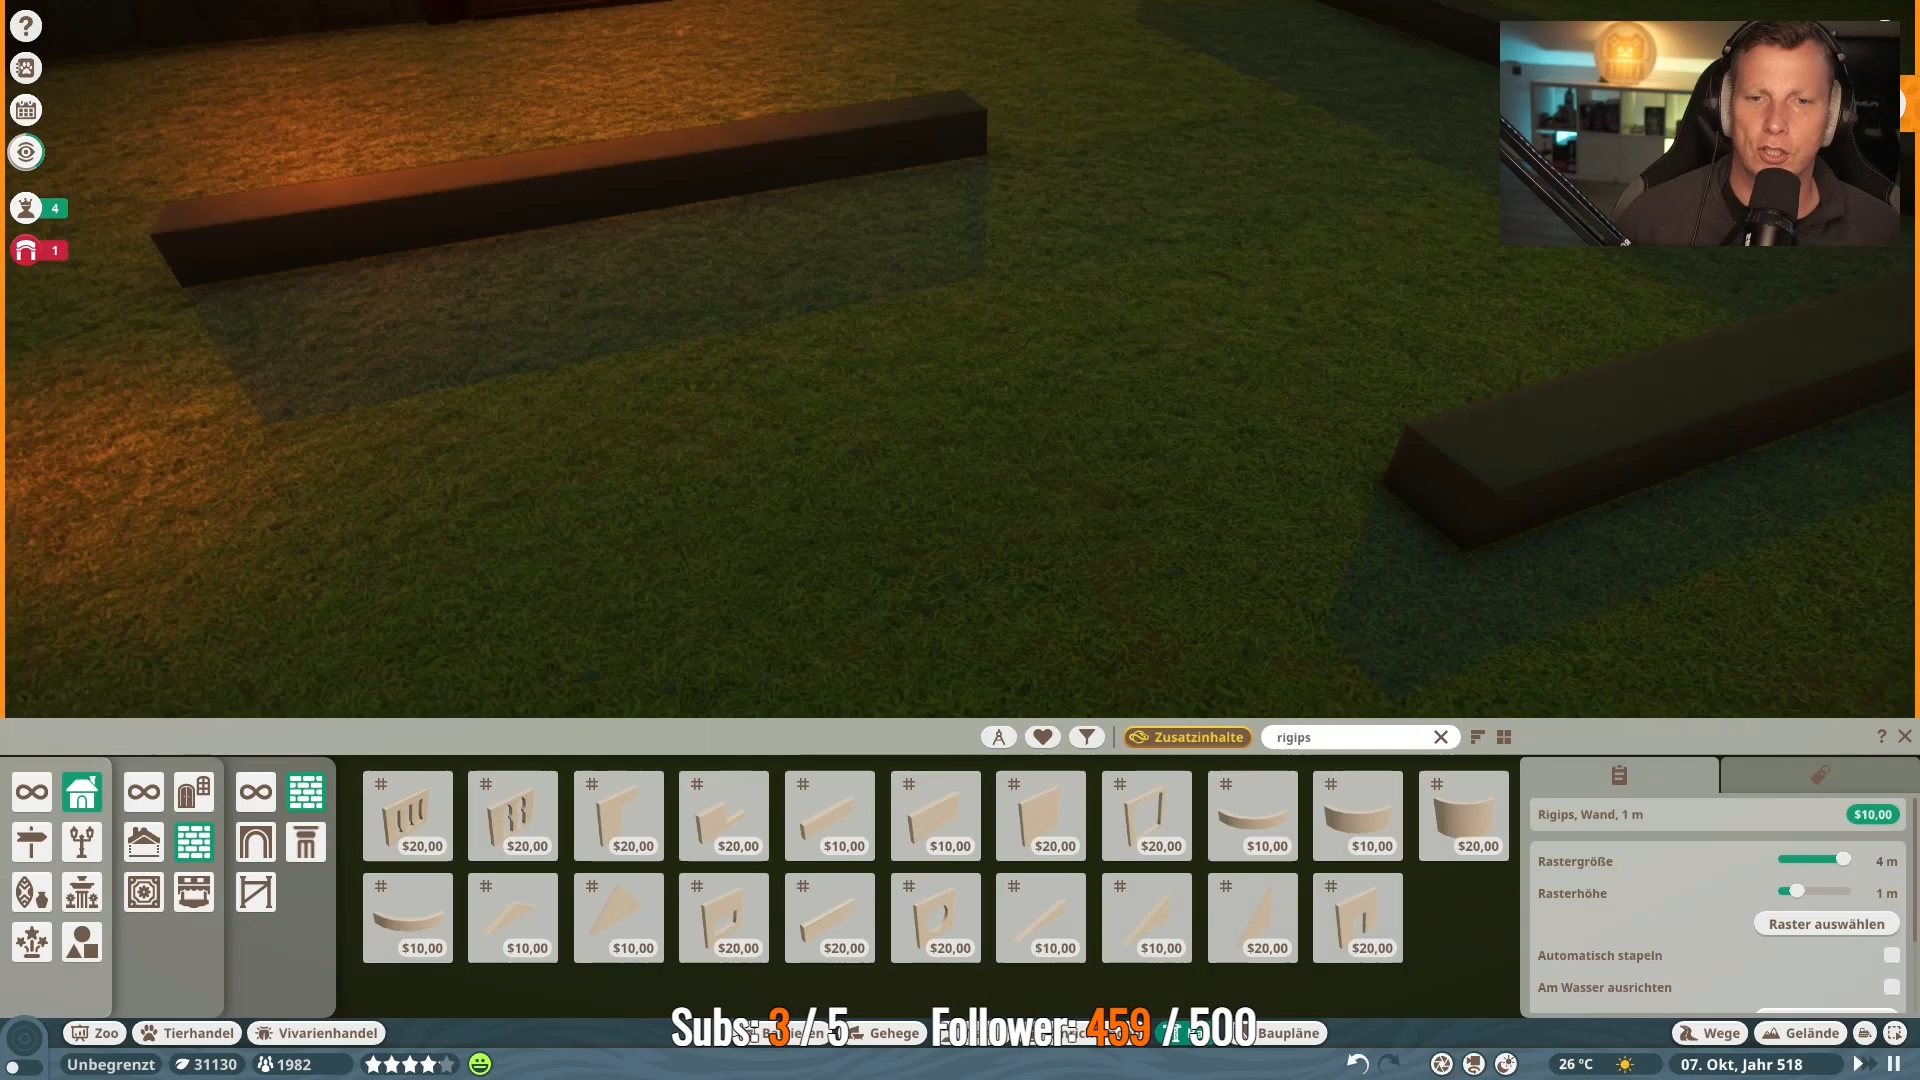 ?
4
1
Zusatzinhalte
rigips
?
$20,00
$20,00
$20,00
$20,00
$10,00
$10,00
$20,00
$20,00
$10,00
$10,00
$20,00
$10,00
$10,00
$10,00
$20,00
$20,00
$20,00
$10,00
$10,00
$20,00
$20,00
Rigips, Wand, 1 m
$10,00
Rastergröße
4 m
Rasterhöhe
1 m
Raster auswählen
Automatisch stapeln
Am Wasser ausrichten
Subs: 3 / 5
Follower: 459 / 500
Zoo
Tierhandel
Vivarienhandel
Gehege
Baupläne
Wege
Gelände
Unbegrenzt
31130
1982
26 °C
07. Okt, Jahr 518